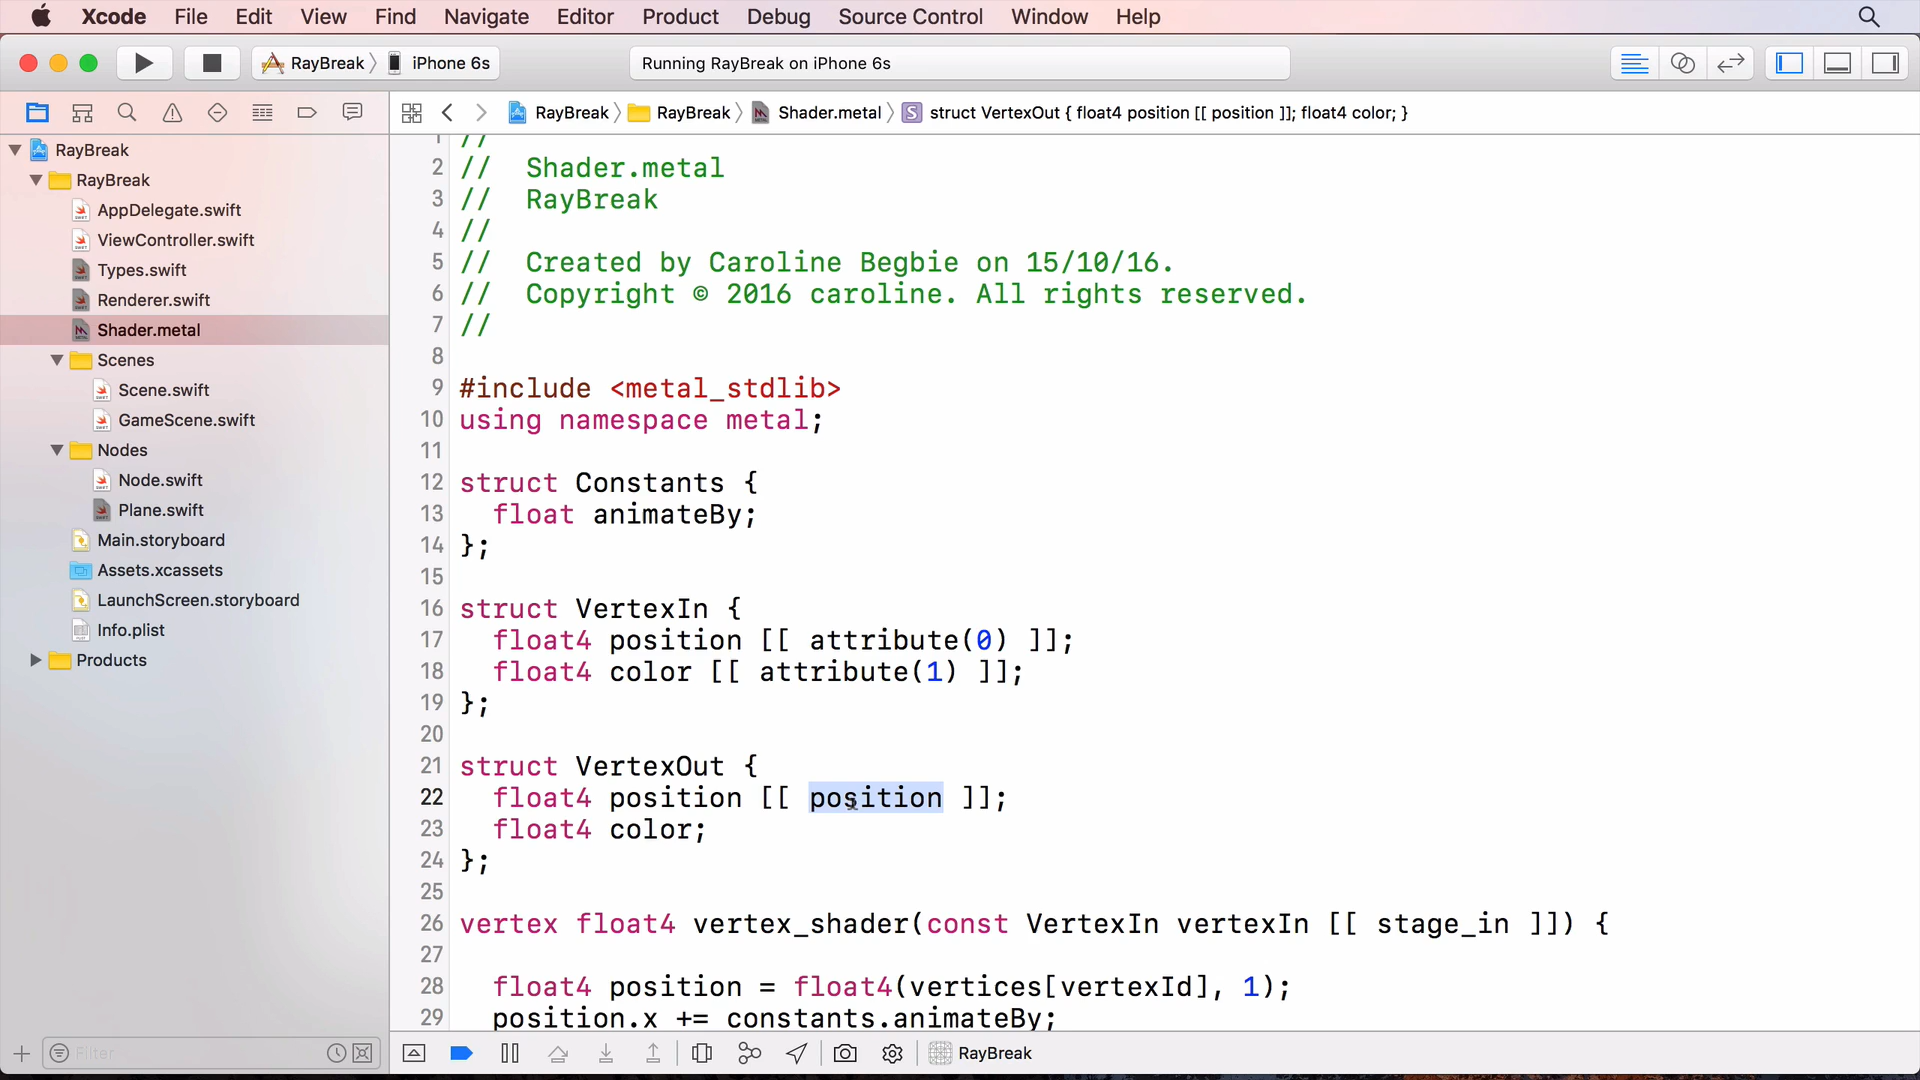 Xcode File Edit View Find Navigate Editor Product Debug Source Control Window Help
RayBreak iPhone 6s Running RayBreak on iPhone 6s
RayBreak RayBreak Shader.metal S struct VertexOut { float4 position [[ position ]]; float4 color; }
RayBreak
RayBreak
AppDelegate.swift
ViewController.swift
Types.swift
Renderer.swift
Shader.metal
Scenes
Scene.swift
GameScene.swift
Nodes
Node.swift
Plane.swift
Main.storyboard
Assets.xcassets
LaunchScreen.storyboard
Info.plist
Products
Filter
1 //
2 // Shader.metal
3 // RayBreak
4 //
5 // Created by Caroline Begbie on 15/10/16.
6 // Copyright © 2016 caroline. All rights reserved.
7 //
8
9 #include <metal_stdlib>
10 using namespace metal;
11
12 struct Constants {
13 float animateBy;
14 };
15
16 struct VertexIn {
17 float4 position [[ attribute(0) ]];
18 float4 color [[ attribute(1) ]];
19 };
20
21 struct VertexOut {
22 float4 position [[ position ]];
23 float4 color;
24 };
25
26 vertex float4 vertex_shader(const VertexIn vertexIn [[ stage_in ]]) {
27
28 float4 position = float4(vertices[vertexId], 1);
29 position.x += constants.animateBy;
RayBreak